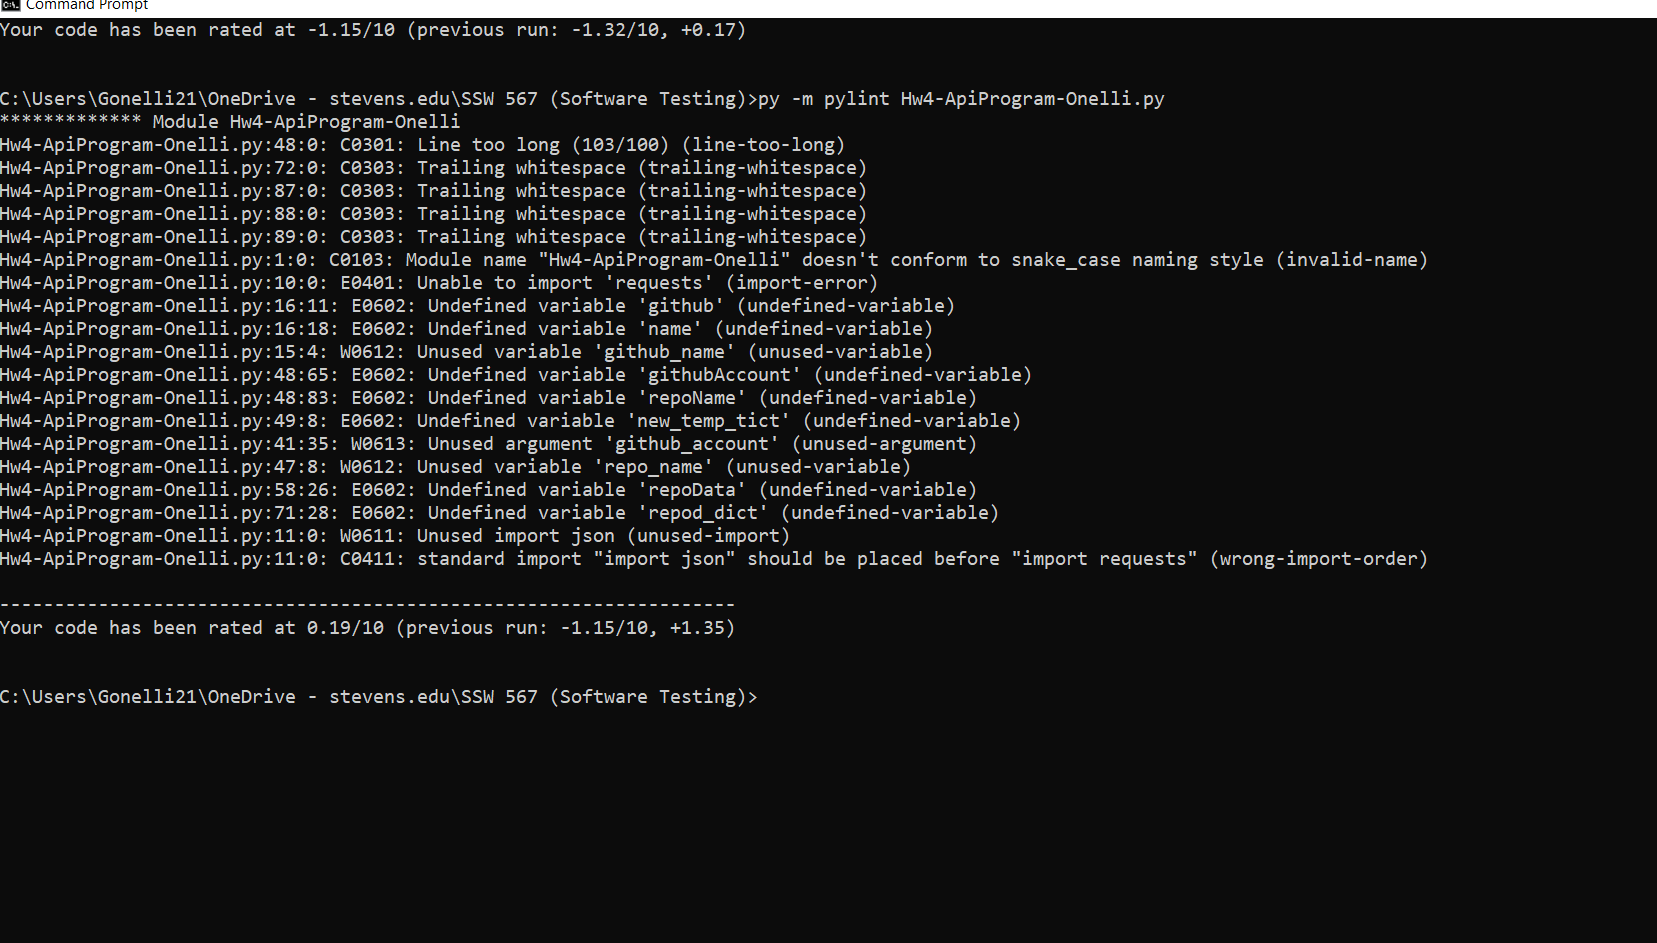 Command Prompt
Your code has been rated at -1.15/10 (previous run: -1.32/10, +0.17)
C:\Users\Gonelli21\OneDrive - stevens.edu\SSW 567 (Software Testing)>py -m pylint Hw4-ApiProgram-Onelli.py
************* Module Hw4-ApiProgram-Onelli
Hw4-ApiProgram-Onelli.py:48:0: C0301: Line too long (103/100) (line-too-long)
Hw4-ApiProgram-Onelli.py:72:0: C0303: Trailing whitespace (trailing-whitespace)
Hw4-ApiProgram-Onelli.py:87:0: C0303: Trailing whitespace (trailing-whitespace)
Hw4-ApiProgram-Onelli.py:88:0: C0303: Trailing whitespace (trailing-whitespace)
Hw4-ApiProgram-Onelli.py:89:0: C0303: Trailing whitespace (trailing-whitespace)
Hw4-ApiProgram-Onelli.py:1:0: C0103: Module name "Hw4-ApiProgram-Onelli" doesn't conform to snake_case naming style (invalid-name)
Hw4-ApiProgram-Onelli.py:10:0: E0401: Unable to import 'requests' (import-error)
Hw4-ApiProgram-Onelli.py:16:11: E0602: Undefined variable 'github' (undefined-variable)
Hw4-ApiProgram-Onelli.py:16:18: E0602: Undefined variable 'name' (undefined-variable)
Hw4-ApiProgram-Onelli.py:15:4: W0612: Unused variable 'github_name' (unused-variable)
Hw4-ApiProgram-Onelli.py:48:65: E0602: Undefined variable 'githubAccount' (undefined-variable)
Hw4-ApiProgram-Onelli.py:48:83: E0602: Undefined variable 'repoName' (undefined-variable)
Hw4-ApiProgram-Onelli.py:49:8: E0602: Undefined variable 'new_temp_tict' (undefined-variable)
Hw4-ApiProgram-Onelli.py:41:35: W0613: Unused argument 'github_account' (unused-argument)
Hw4-ApiProgram-Onelli.py:47:8: W0612: Unused variable 'repo_name' (unused-variable)
Hw4-ApiProgram-Onelli.py:58:26: E0602: Undefined variable 'repoData' (undefined-variable)
Hw4-ApiProgram-Onelli.py:71:28: E0602: Undefined variable 'repod_dict' (undefined-variable)
Hw4-ApiProgram-Onelli.py:11:0: W0611: Unused import json (unused-import)
Hw4-ApiProgram-Onelli.py:11:0: C0411: standard import "import json" should be placed before "import requests" (wrong-import-order)
-------------------------------------------------------------------
Your code has been rated at 0.19/10 (previous run: -1.15/10, +1.35)
C:\Users\Gonelli21\OneDrive - stevens.edu\SSW 567 (Software Testing)>